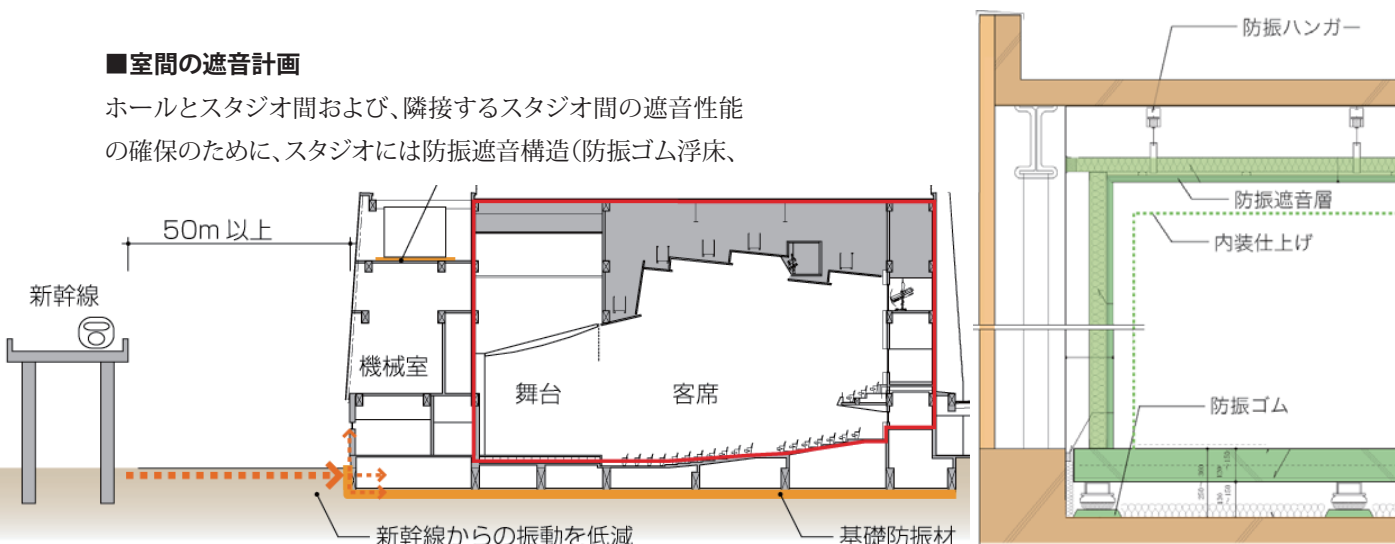 ■室間の遮音計画
ホールとスタジオ間および、隣接するスタジオ間の遮音性能
の確保のために、スタジオには防振遮音構造(防振ゴム浮床、
50m 以上
新幹線
機械室
舞台
客席
新幹線からの振動を低減
基礎防振材
防振ハンガー
防振遮音層
内装仕上げ
防振ゴム